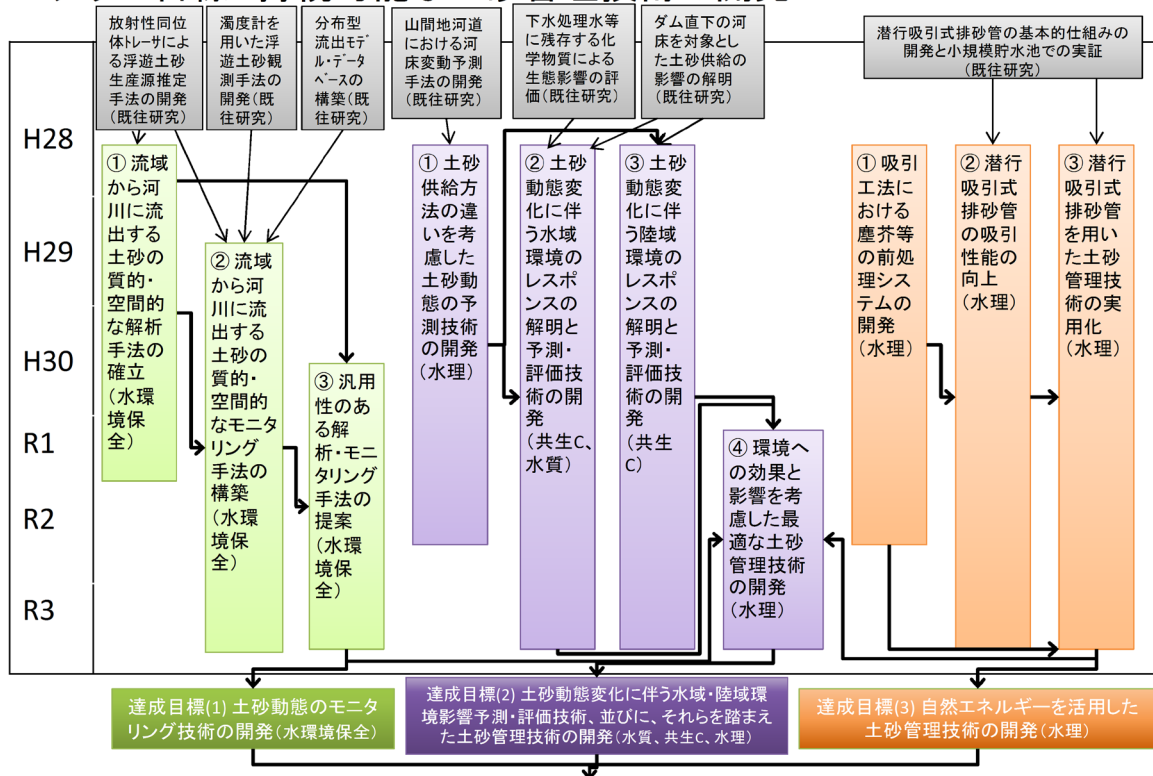 放射性同位
体トレーサによ
る浮遊土砂
生産源推定
手法の開発
(既往研究)
濁度計を
用いた浮
遊土砂観
測手法の
開発(既
往研究)
分布型
流出モデ
ル・データ
ベースの
構築(既
往研究)
山間地河道
における河
床変動予測
手法の開発
(既往研究)
下水処理水等
に残存する化
学物質による
生態影響の評
価(既往研究)
ダム直下の河
床を対象とし
た土砂供給の
影響の解明
(既往研究)
潜行吸引式排砂管の基本的仕組みの
開発と小規模貯水池での実証
(既往研究)
H28
H29
H30
R1
R2
R3
① 流域
から河
川に流
出する
土砂の
質的・
空間的
な解析
手法の
確立
(水環
境保
全)
② 流域
から河
川に流
出する
土砂の
質的・
空間的
なモニタ
リング
手法の
構築
(水環
境保
全)
③ 汎用
性のあ
る解
析・モニ
タリング
手法の
提案
(水環
境保全)
① 土砂
供給方
法の違
いを考
慮した
土砂動
態の予
測技術
の開発
(水理)
② 土砂
動態変
化に伴
う水域
環境の
レスポ
ンスの
解明と
予測・
評価技
術の開
発
(共生C、
水質)
③ 土砂
動態変
化に伴
う陸域
環境の
レスポ
ンスの
解明と
予測・
評価技
術の開
発
(共生
C)
④ 環境へ
の効果と
影響を考
慮した最
適な土砂
管理技術
の開発
(水理)
① 吸引
工法に
おける
塵芥等
の前処
理シス
テムの
開発
(水理)
② 潜行
吸引式
排砂管
の吸引
性能の
向上
(水理)
③ 潜行
吸引式
排砂管
を用い
た土砂
管理技
術の実
用化
(水理)
達成目標(1) 土砂動態のモニタ
リング技術の開発(水環境保全)
達成目標(2) 土砂動態変化に伴う水域・陸域環
境影響予測・評価技術、並びに、それらを踏まえ
た土砂管理技術の開発(水質、共生C、水理)
達成目標(3) 自然エネルギーを活用した
土砂管理技術の開発(水理)